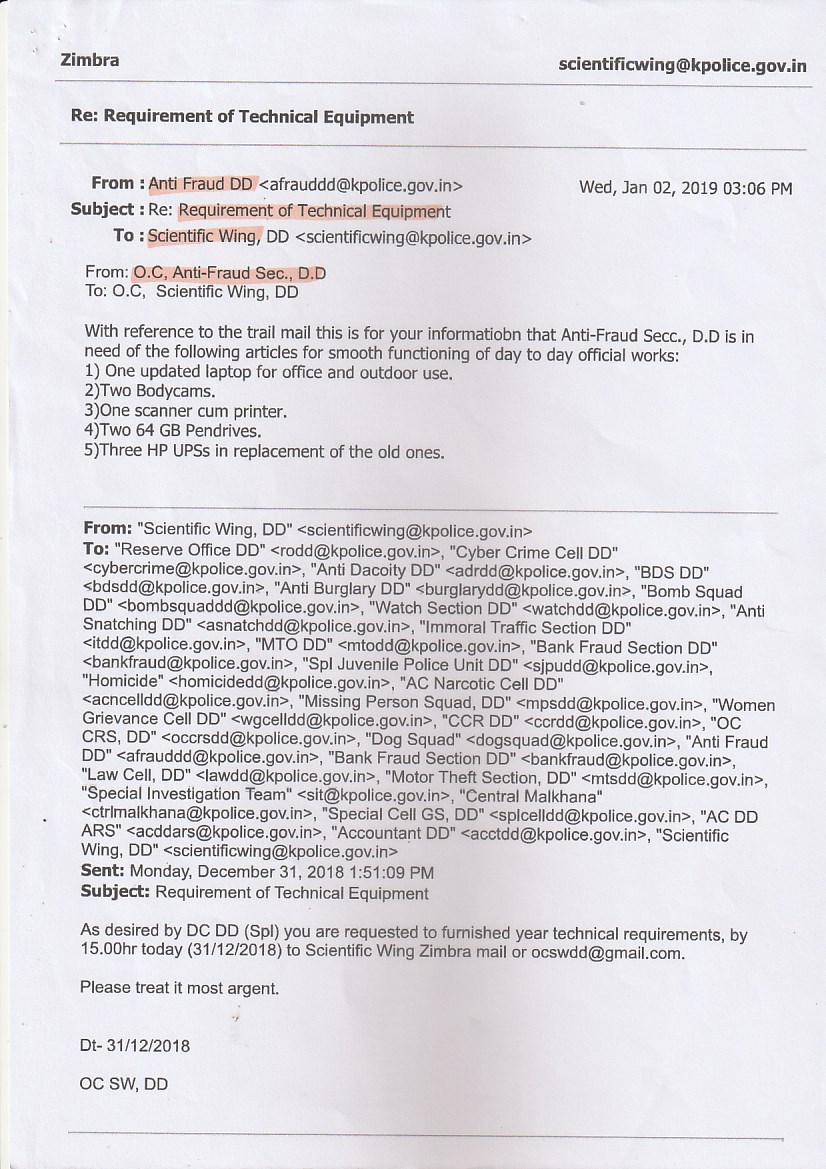 Zimbra
scientificwing@kpolice.gov.in
Re: Requirement of Technical Equipment
From : Anti Fraud DD <afrauddd@kpolice.gov.in>
Wed, Jan 02, 2019 03:06 PM
Subject : Re: Requirement of Technical Equipment
To : Scientific Wing, DD <scientificwing@kpolice.gov.in>
From: O.C, Anti-Fraud Sec., D.D
To: O.C, Scientific Wing, DD
With reference to the trail mail this is for your informatiobn that Anti-Fraud Secc., D.D is in
need of the following articles for smooth functioning of day to day official works:
1) One updated laptop for office and outdoor use.
2)Two Bodycams.
3)One scanner cum printer.
4)Two 64 GB Pendrives.
5)Three HP UPSs in replacement of the old ones.
From: "Scientific Wing, DD" <scientificwing@kpolice.gov.in>
To: "Reserve Office DD" <rodd@kpolice.gov.in>, "Cyber Crime Cell DD"
<cybercrime@kpolice.gov.in>, "Anti Dacoity DD" <adrdd@kpolice.gov.in>, "BDS DD"
<bdsdd@kpolice.gov.in>, "Anti Burglary DD" <burglarydd@kpolice.gov.in>, "Bomb Squad
DD" <bombsquaddd@kpolice.gov.in>, "Watch Section DD" <watchdd@kpolice.gov.in>, "Anti
Snatching DD" <asnatchdd@kpolice.gov.in>, "Immoral Traffic Section DD"
<itdd@kpolice.gov.in>, "MTO DD" <mtodd@kpolice.gov.in>, "Bank Fraud Section DD"
<bankfraud@kpolice.gov.in>, "Spl Juvenile Police Unit DD" <sjpudd@kpolice.gov.in>,
"Homicide" <homicidedd@kpolice.gov.in>, "AC Narcotic Cell DD"
<acncelldd@kpolice.gov.in>, "Missing Person Squad, DD" <mpsdd@kpolice.gov.in>, "Women
Grievance Cell DD" <wgcelldd@kpolice.gov.in>, "CCR DD" <ccrdd@kpolice.gov.in>, "OC
CRS, DD" <occrsdd@kpolice.gov.in>, "Dog Squad" <dogsquad@kpolice.gov.in>, "Anti Fraud
DD" <afrauddd@kpolice.gov.in>, "Bank Fraud Section DD" <bankfraud@kpolice.gov.in>,
"Law Cell, DD" <lawdd@kpolice.gov.in>, "Motor Theft Section, DD" <mtsdd@kpolice.gov.in>,
"Special Investigation Team" <sit@kpolice.gov.in>, "Central Malkhana"
<ctrlmalkhana@kpolice.gov.in>, "Special Cell GS, DD" <splcelldd@kpolice.gov.in>, "AC DD
ARS" <acddars@kpolice.gov.in>, "Accountant DD" <acctdd@kpolice.gov.in>, "Scientific
Wing, DD" <scientificwing@kpolice.gov.in>
Sent: Monday, December 31, 2018 1:51:09 PM
Subject: Requirement of Technical Equipment
As desired by DC DD (Spl) you are requested to furnished year technical requirements, by
15.00hr today (31/12/2018) to Scientific Wing Zimbra mail or ocswdd@gmail.com.
Please treat it most argent.
Dt- 31/12/2018
OC SW, DD